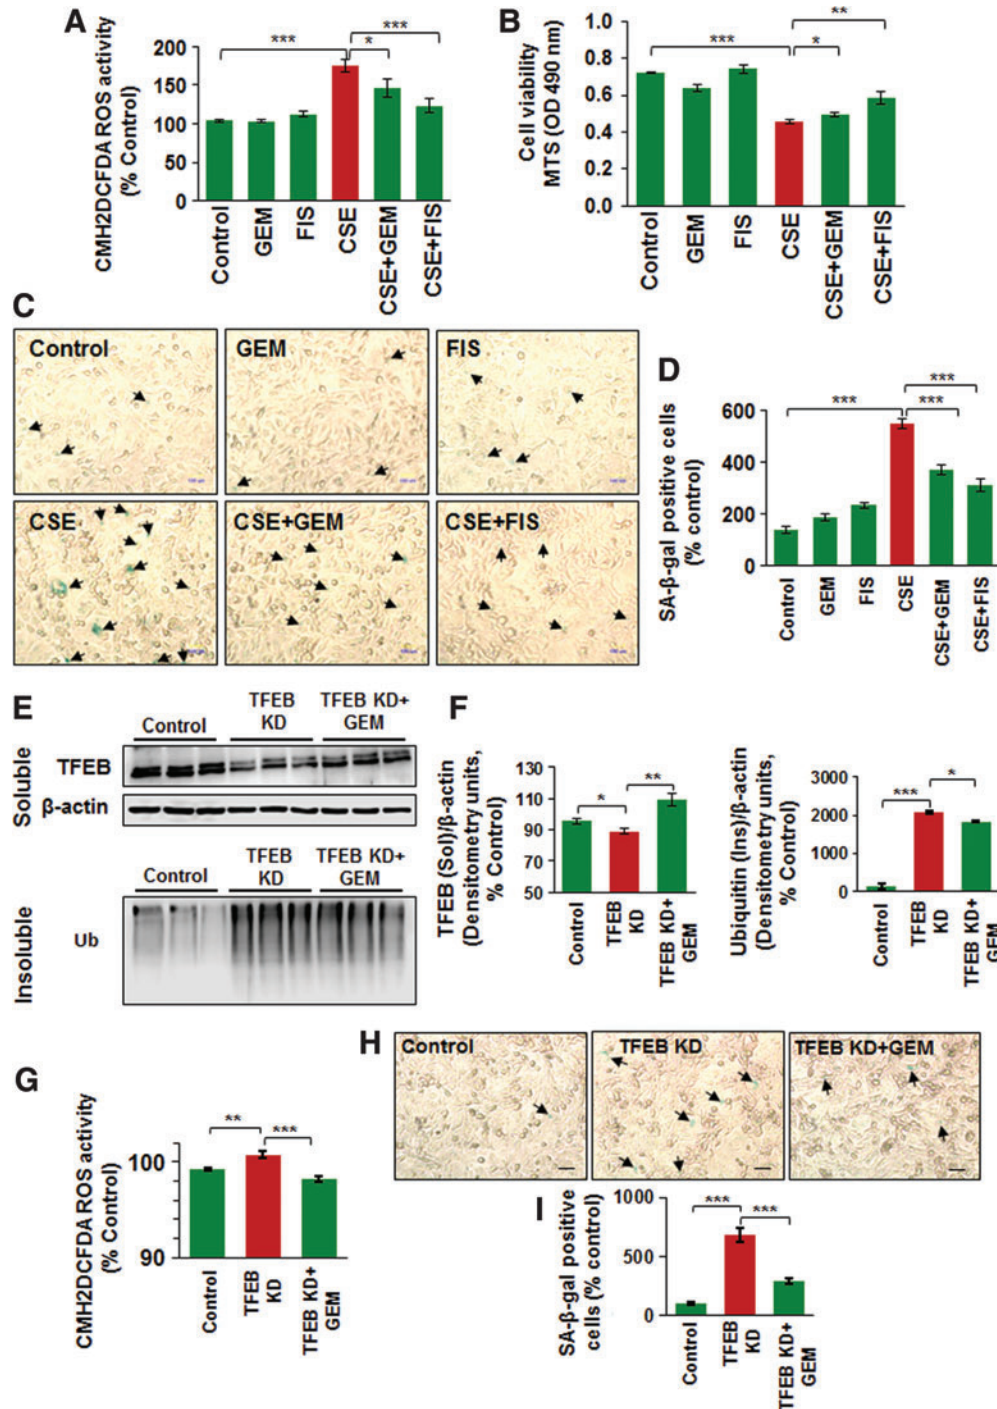 A
CMH2DCFDA ROS activity
(% Control)
200
150
100
50
0
***
***
*
Control
GEM
FIS
CSE
CSE+GEM
CSE+FIS
B
Cell viability
MTS (OD 490 nm)
1.0
0.8
0.6
0.4
0.2
0.0
**
***
*
Control
GEM
FIS
CSE
CSE+GEM
CSE+FIS
C
Control
GEM
FIS
CSE
CSE+GEM
CSE+FIS
D
SA-β-gal positive cells
(% control)
600
400
200
0
***
***
***
Control
GEM
FIS
CSE
CSE+GEM
CSE+FIS
E
Soluble
Control
TFEB
KD
TFEB KD+
GEM
TFEB
β-actin
Insoluble
Control
TFEB
KD
TFEB KD+
GEM
Ub
F
TFEB (Sol)/β-actin
(Densitometry units,
% Control)
130
110
90
70
50
*
**
Control
TFEB
KD
TFEB KD+
GEM
Ubiquitin (Ins)/β-actin
(Densitometry units,
% Control)
3000
2000
1000
0
***
*
Control
TFEB
KD
TFEB KD+
GEM
G
CMH2DCFDA ROS activity
(% Control)
100
90
**
***
Control
TFEB
KD
TFEB KD+
GEM
H
Control
TFEB KD
TFEB KD+GEM
I
SA-β-gal positive
cells (% control)
1000
500
0
***
***
Control
TFEB
KD
TFEB KD+
GEM